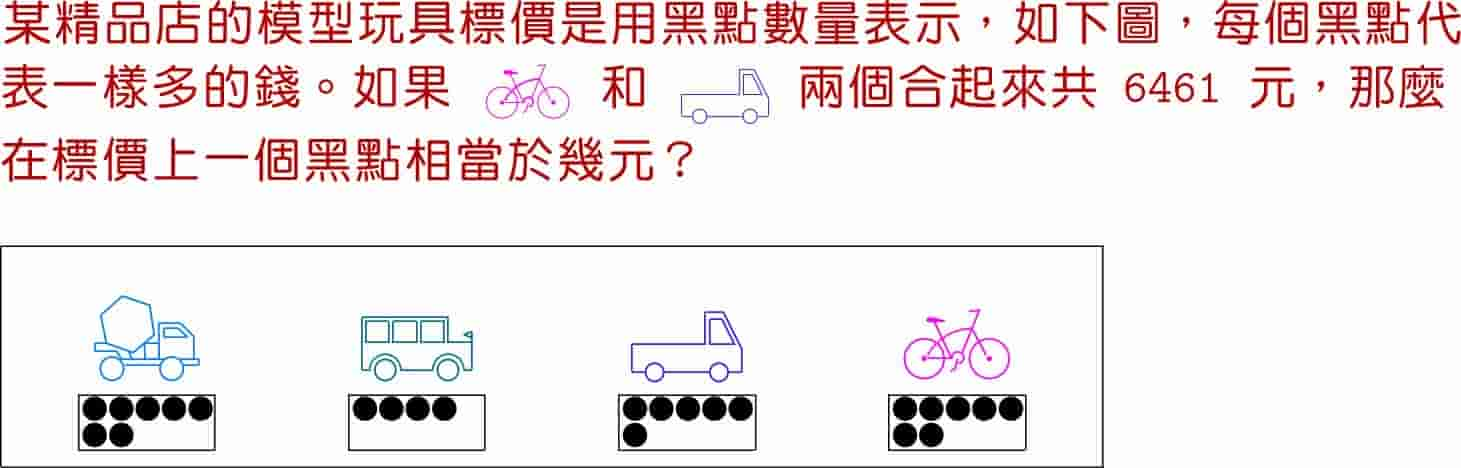 某精品店的模型玩具標價是用黑點數量表示，如下圖，每個黑點代
表一樣多的錢。如果 和 兩個合起來共 6461 元，那麼
在標價上一個黑點相當於幾元？